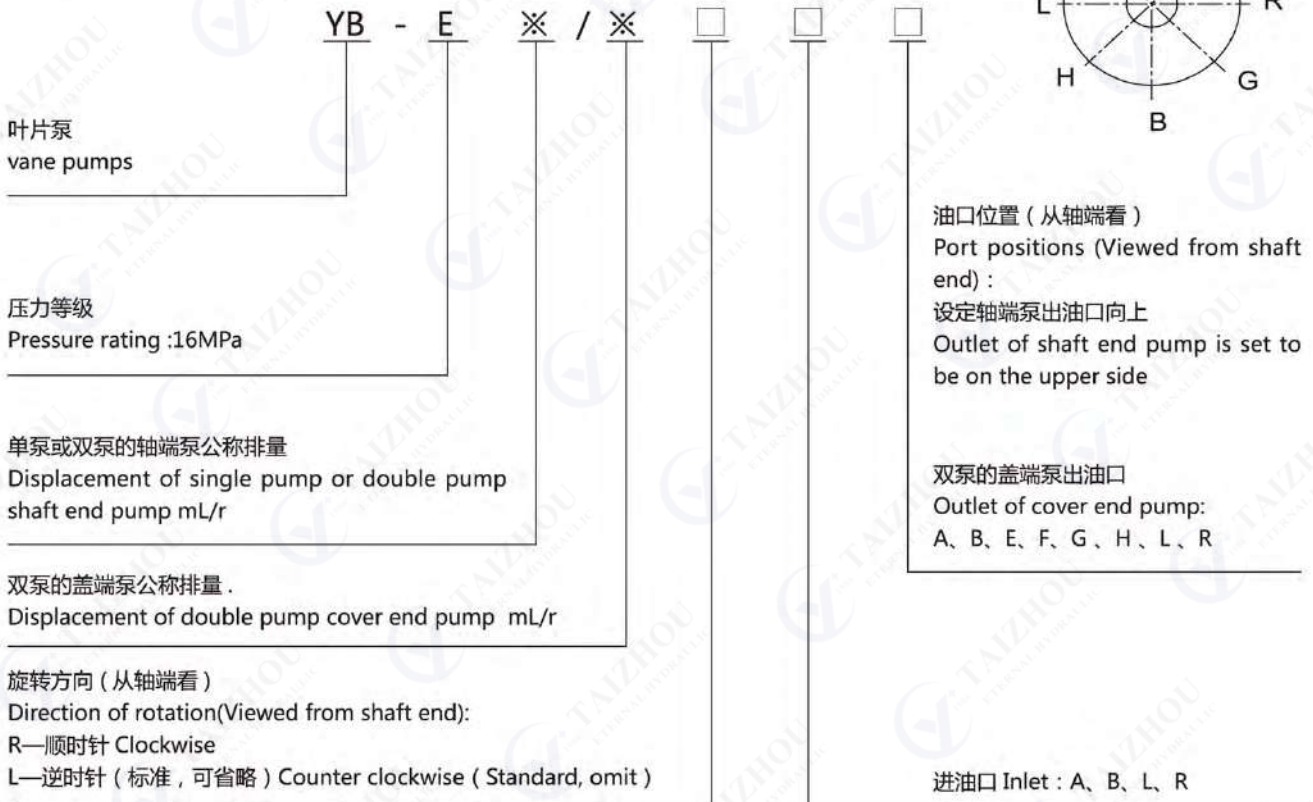 YB - E ※ / ※ □ □ □
L R
H G
B
叶片泵
vane pumps
压力等级
Pressure rating :16MPa
单泵或双泵的轴端泵公称排量
Displacement of single pump or double pump
shaft end pump mL/r
双泵的盖端泵公称排量 .
Displacement of double pump cover end pump mL/r
旋转方向 ( 从轴端看 )
Direction of rotation(Viewed from shaft end):
R—顺时针 Clockwise
L—逆时针 ( 标准 , 可省略 ) Counter clockwise ( Standard, omit )
油口位置 ( 从轴端看 )
Port positions (Viewed from shaft
end) :
设定轴端泵出油口向上
Outlet of shaft end pump is set to
be on the upper side
双泵的盖端泵出油口
Outlet of cover end pump:
A、B、E、F、G 、H 、L 、R
进油口 Inlet : A、B、L、R
TAIZHOU
ETERNAL HYDRAULIC